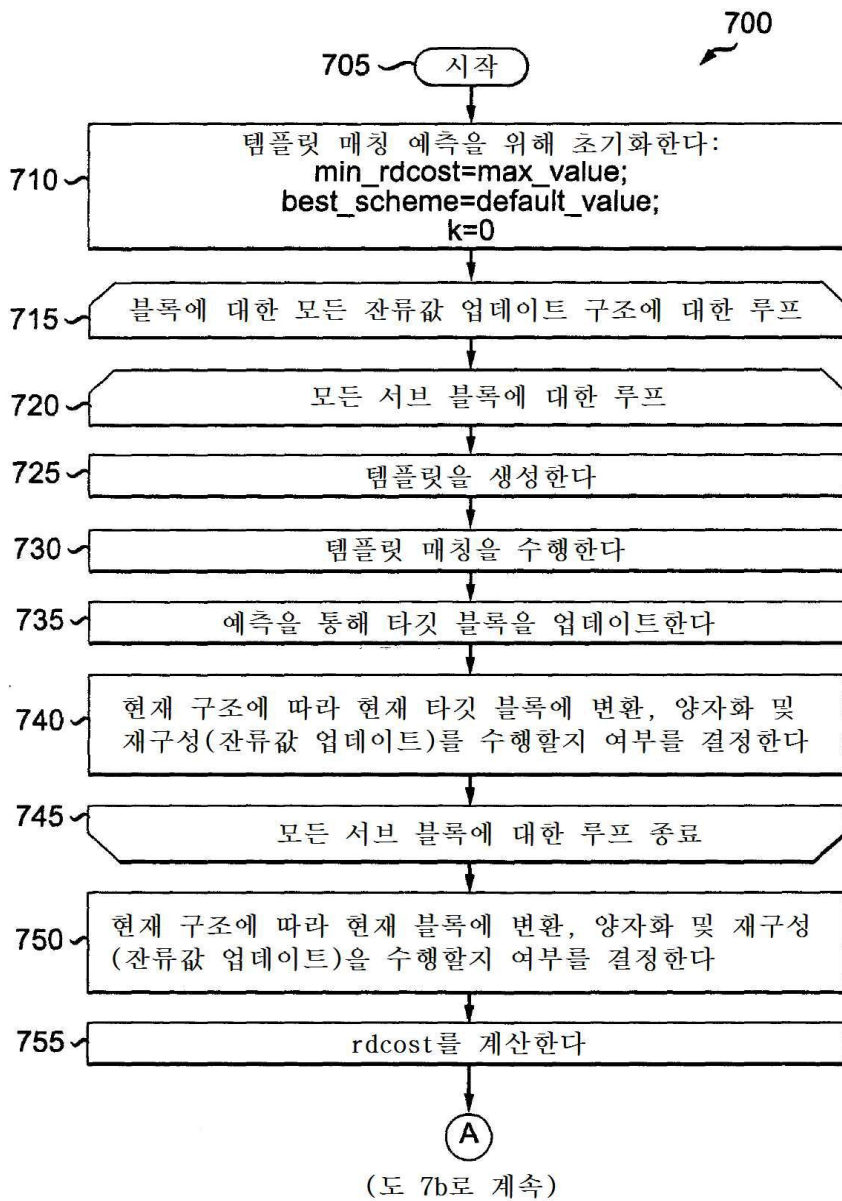 700
705
시작
710
템플릿 매칭 예측을 위해 초기화한다:
min_rdcost=max_value;
best_scheme=default_value;
k=0
715
블록에 대한 모든 잔류값 업데이트 구조에 대한 루프
720
모든 서브 블록에 대한 루프
725
템플릿을 생성한다
730
템플릿 매칭을 수행한다
735
예측을 통해 타깃 블록을 업데이트한다
740
현재 구조에 따라 현재 타깃 블록에 변환, 양자화 및
재구성(잔류값 업데이트)를 수행할지 여부를 결정한다
745
모든 서브 블록에 대한 루프 종료
750
현재 구조에 따라 현재 블록에 변환, 양자화 및 재구성
(잔류값 업데이트)을 수행할지 여부를 결정한다
755
rdcost를 계산한다
A
(도 7b로 계속)